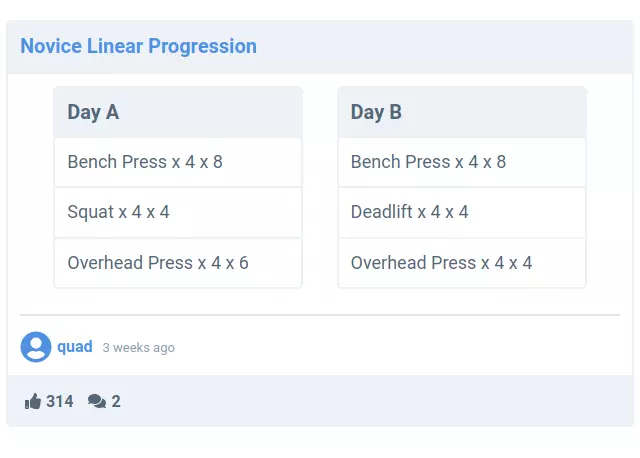 Novice Linear Progression
Day A
Bench Press x 4 x 8
Squat x 4 x 4
Overhead Press x 4 x 6
Day B
Bench Press x 4 x 8
Deadlift x 4 x 4
Overhead Press x 4 x 4
quad 3 weeks ago
314 2